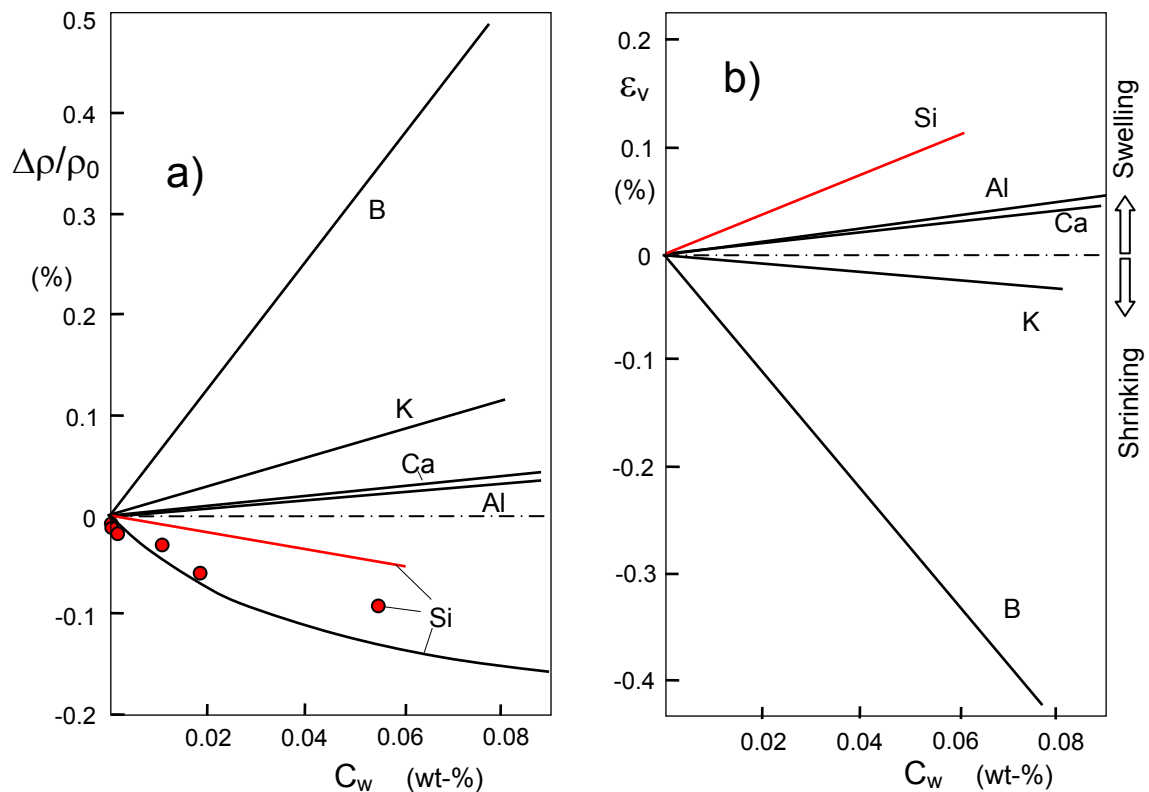 0.5
0.4
Δρ/ρ0
a)
0.3
B
(%)
0.2
0.1
K
Ca
Al
0
-0.1
Si
-0.2
0.02
0.04
0.06
0.08
Cw (wt-%)
0.2
εv
b)
Si
0.1
(%)
Al
Ca
0
K
-0.1
-0.2
-0.3
B
-0.4
0.02
0.04
0.06
0.08
Cw (wt-%)
Swelling
Shrinking